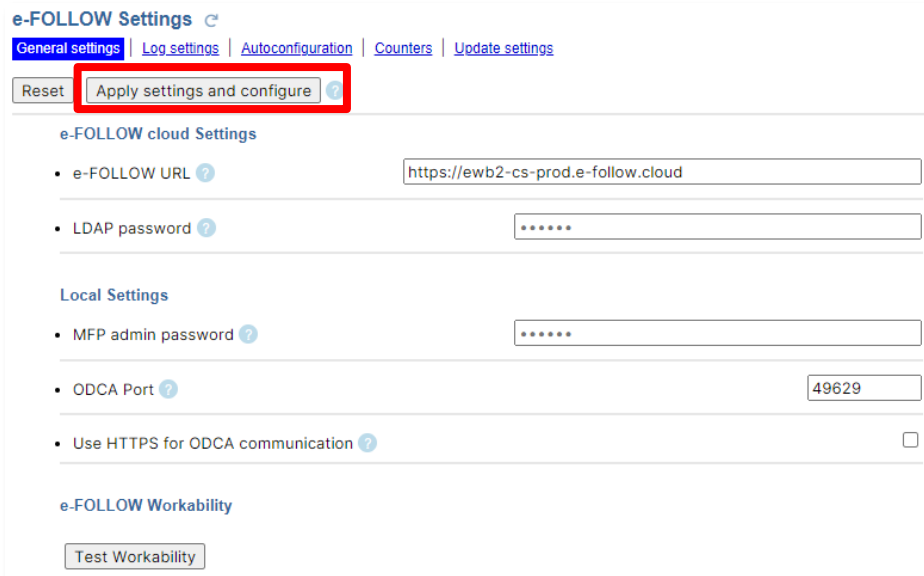 e-FOLLOW Settings
General settings | Log settings | Autoconfiguration | Counters | Update settings
Reset Apply settings and configure ?
e-FOLLOW cloud Settings
• e-FOLLOW URL ? https://ewb2-cs-prod.e-follow.cloud
• LDAP password ? ••••••
Local Settings
• MFP admin password ? ••••••
• ODCA Port ? 49629
• Use HTTPS for ODCA communication ?
e-FOLLOW Workability
Test Workability